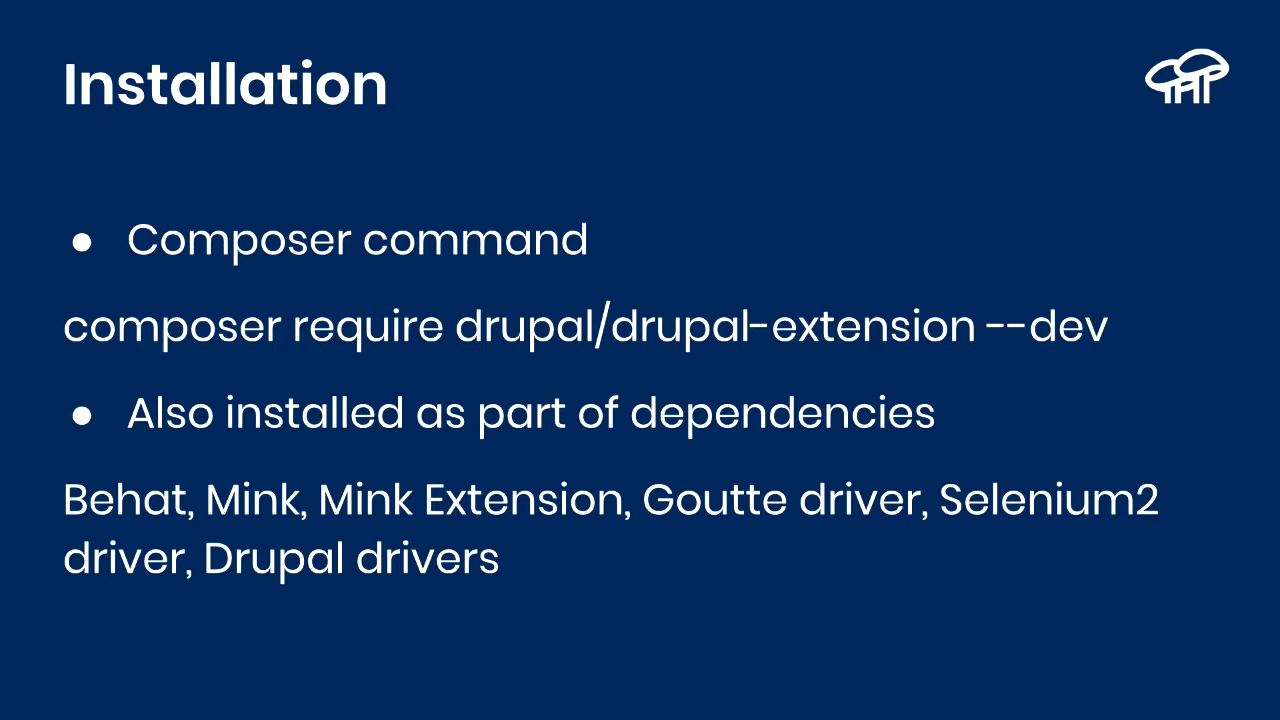 Installation
● Composer command
composer require drupal/drupal-extension --dev
● Also installed as part of dependencies
Behat, Mink, Mink Extension, Goutte driver, Selenium2
driver, Drupal drivers